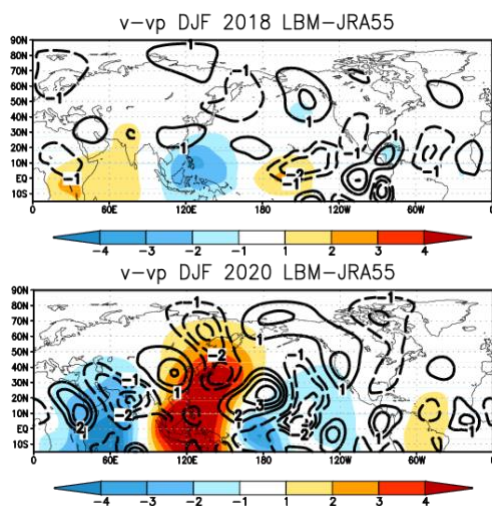 v-vp DJF 2018 LBM-JRA55
90N
80N
70N
60N
50N
40N
30N
20N
10N
EQ
10S
0 60E 120E 180 120W 60W 0
-4 -3 -2 -1 1 2 3 4
v-vp DJF 2020 LBM-JRA55
90N
80N
70N
60N
50N
40N
30N
20N
10N
EQ
10S
0 60E 120E 180 120W 60W 0
-4 -3 -2 -1 1 2 3 4